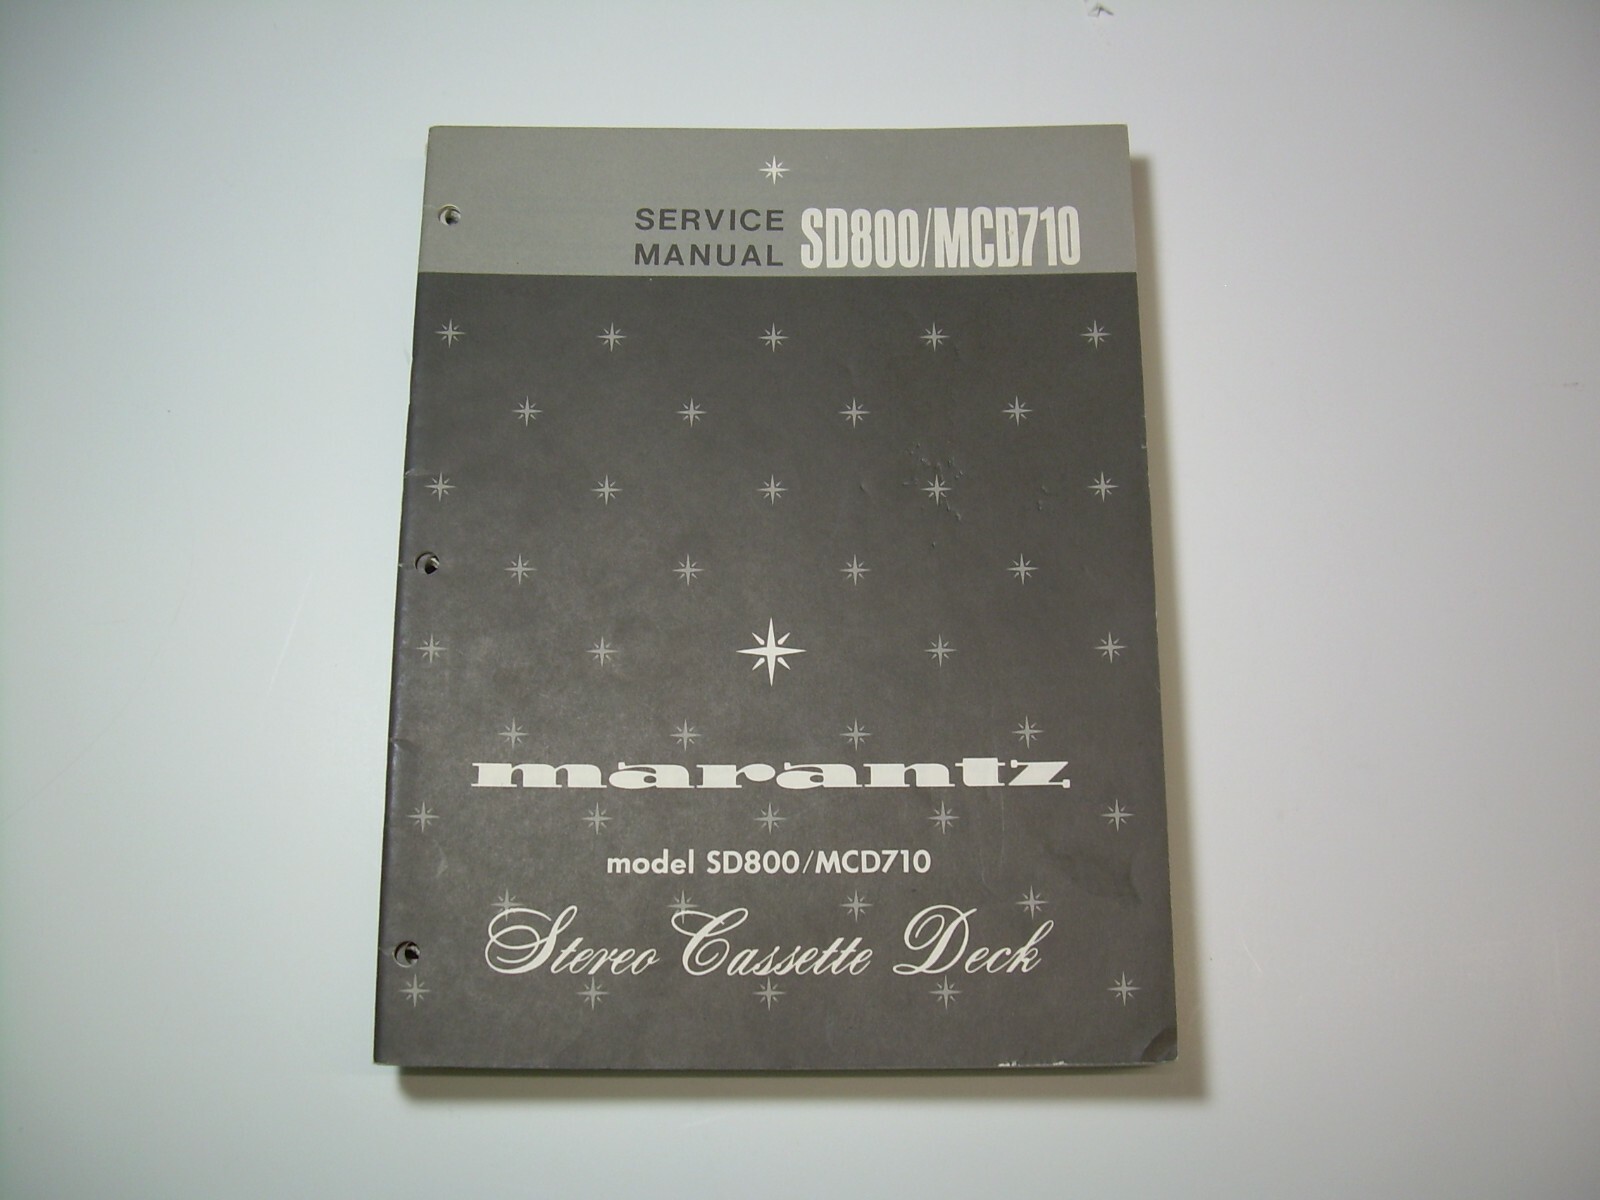 SERVICE
MANUAL SD800/MCD710
marantz
model SD800/MCD710
Stereo Cassette Deck